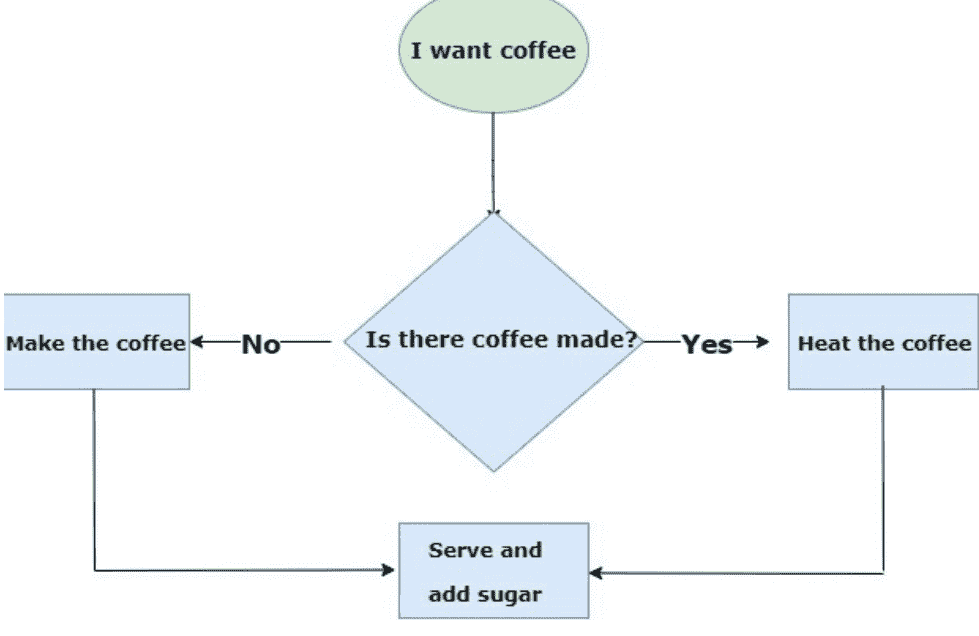 I want coffee
Is there coffee made?
No
Yes
Make the coffee
Heat the coffee
Serve and
add sugar